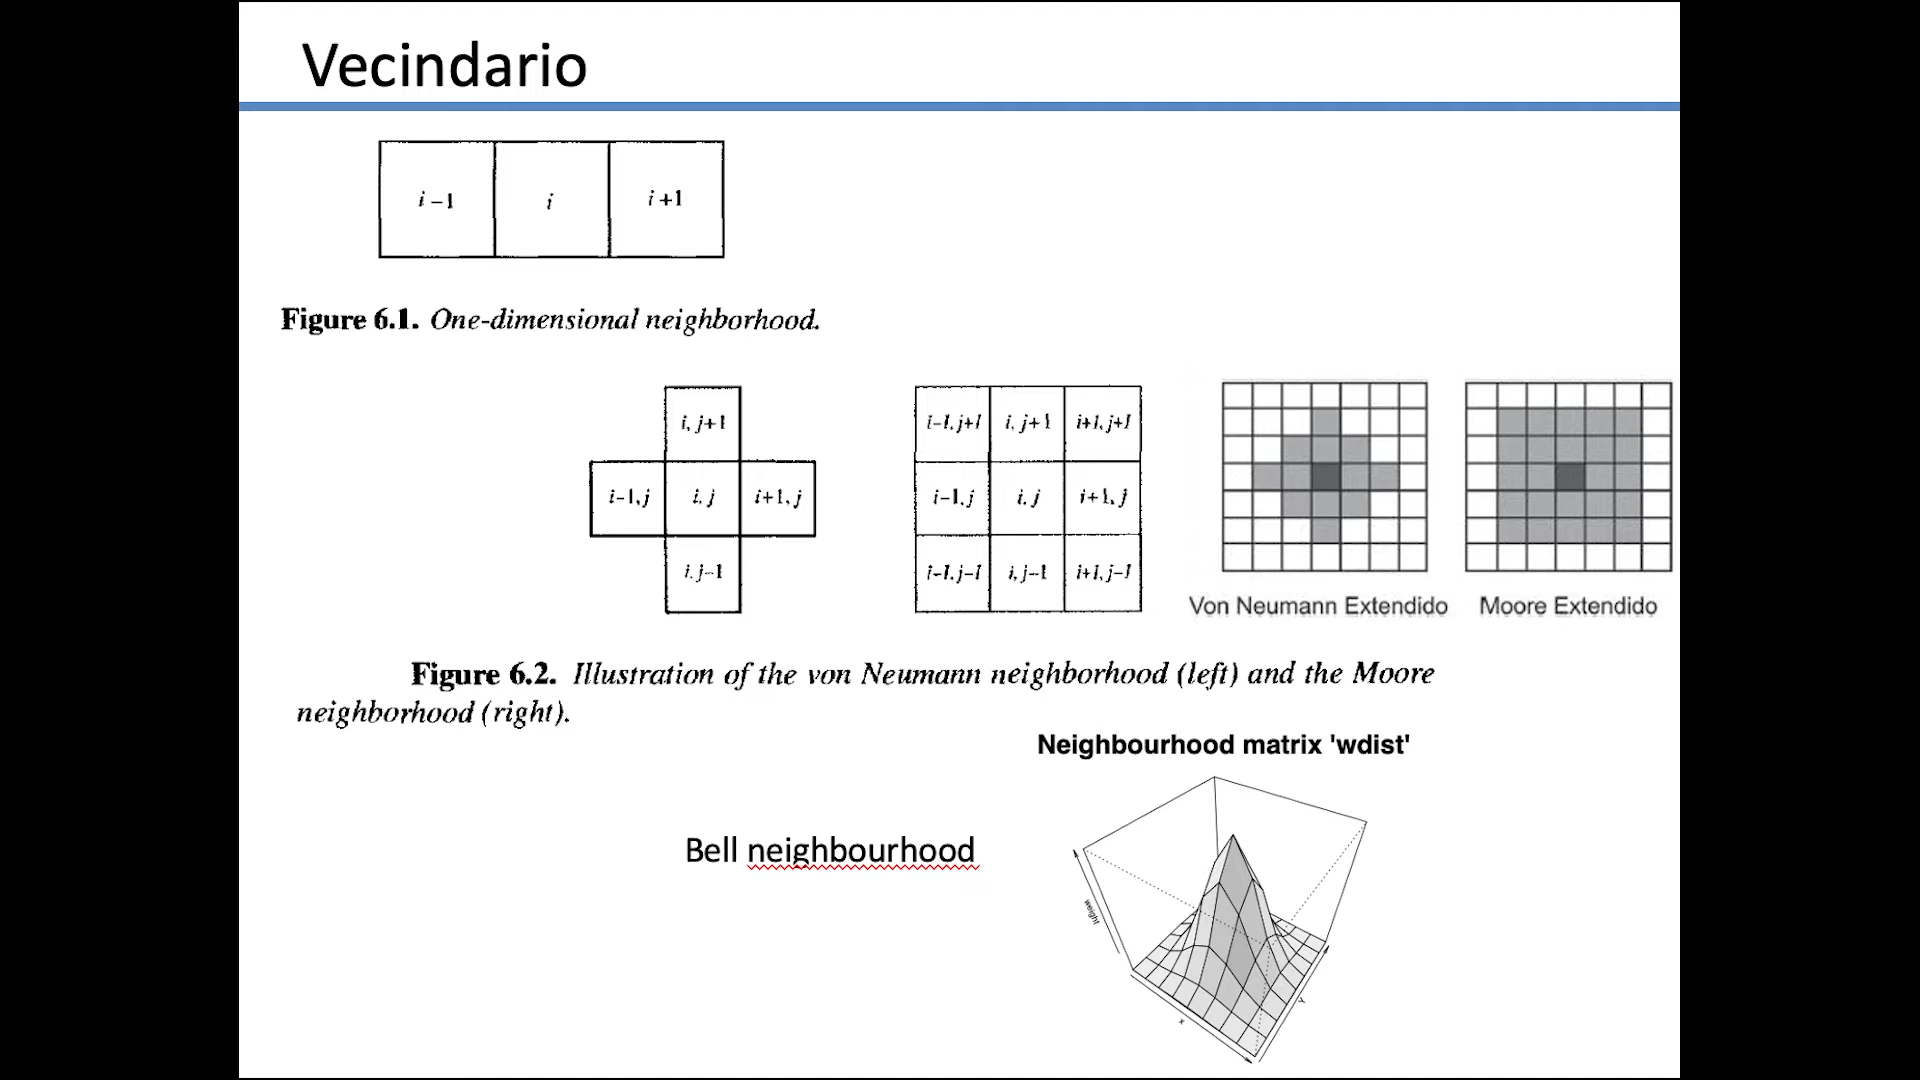 Vecindario
i–1
i
i+1
Figure 6.1. One-dimensional neighborhood.
i, j+1
i–1, j
i, j
i+1, j
i, j–1
i–1, j+1
i, j+1
i+1, j+1
i–1, j
i, j
i+1, j
i–1, j–1
i, j–1
i+1, j–1
Von Neumann Extendido
Moore Extendido
Figure 6.2. Illustration of the von Neumann neighborhood (left) and the Moore
neighborhood (right).
Neighbourhood matrix 'wdist'
Bell neighbourhood
weight
x
Y